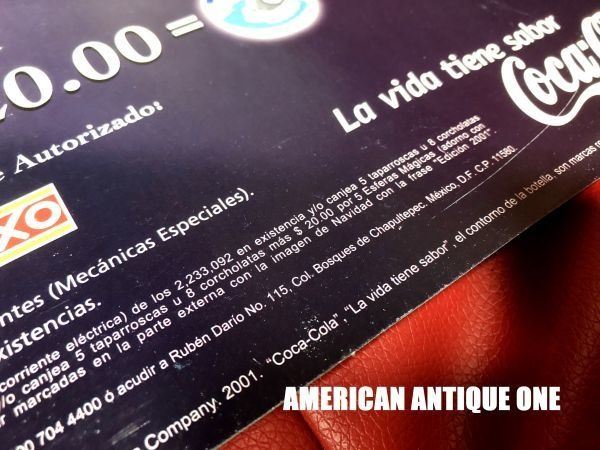 20.00 =
La vida tiene sabor
Coca-Co
e Autorizado:
XO
ntes (Mecánicas Especiales).
xistencias.
corriente eléctrica) de los 2,233,092 en existencia y/o canjea 5 taparroscas u 8 corcholatas
/o canjea 5 taparroscas u 8 corcholatas más $ 20.00 por 5 Esferas Mágicas (adorno con
er marcadas en la parte externa con la imagen de Navidad con la frase "Edición 2001".
00 704 4400 ó acudir a Rubén Darío No. 115, Col. Bosques de Chapultepec, México, D.F. C.P. 11580.
a Company. 2001. "Coca-Cola", "La vida tiene sabor", el contorno de la botella, son marcas
AMERICAN ANTIQUE ONE